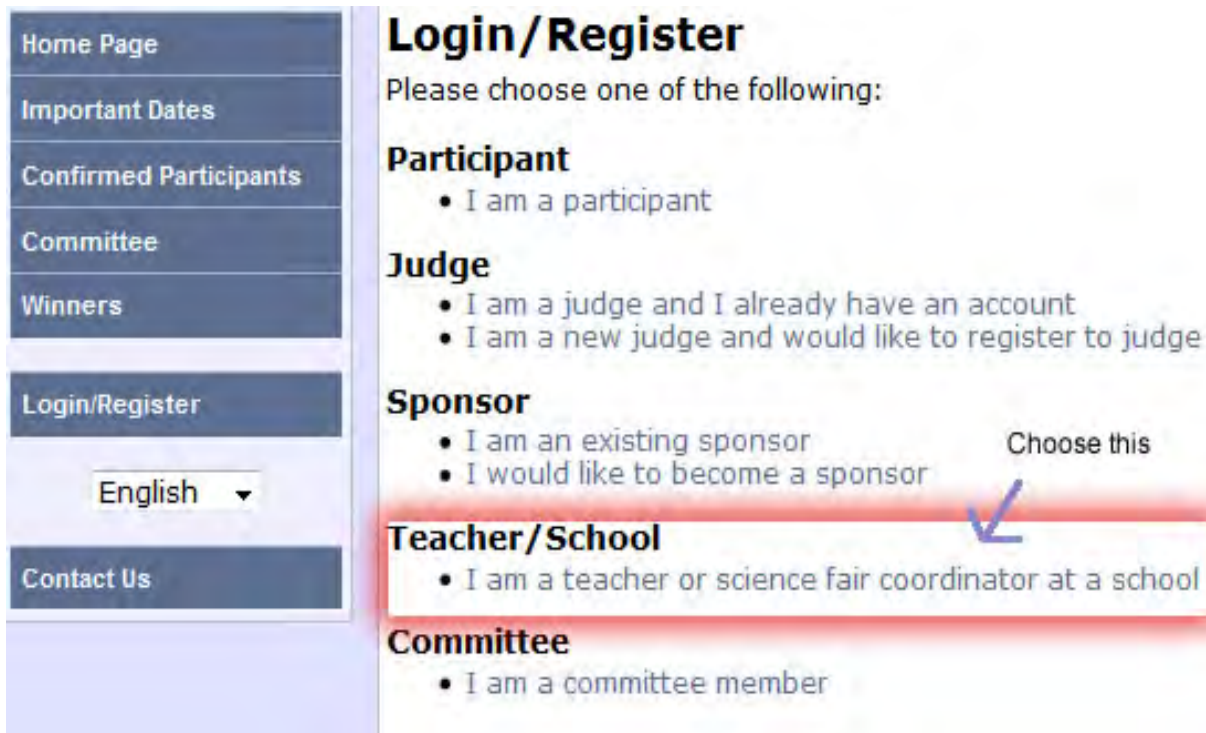 Home Page
Important Dates
Confirmed Participants
Committee
Winners
Login/Register
English
Contact Us
Login/Register
Please choose one of the following:
Participant
• I am a participant
Judge
• I am a judge and I already have an account
• I am a new judge and would like to register to judge
Sponsor
• I am an existing sponsor
• I would like to become a sponsor
Choose this
Teacher/School
• I am a teacher or science fair coordinator at a school
Committee
• I am a committee member